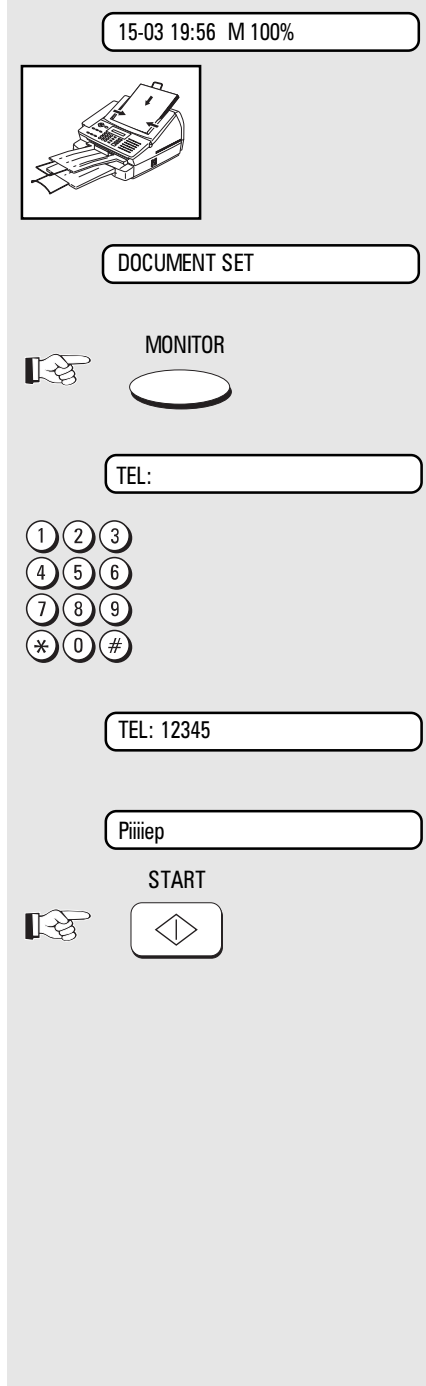 15-03 19:56 M 100%
DOCUMENT SET
MONITOR
TEL:
1 2 3
4 5 6
7 8 9
* 0 #
TEL: 12345
Piiiiep
START